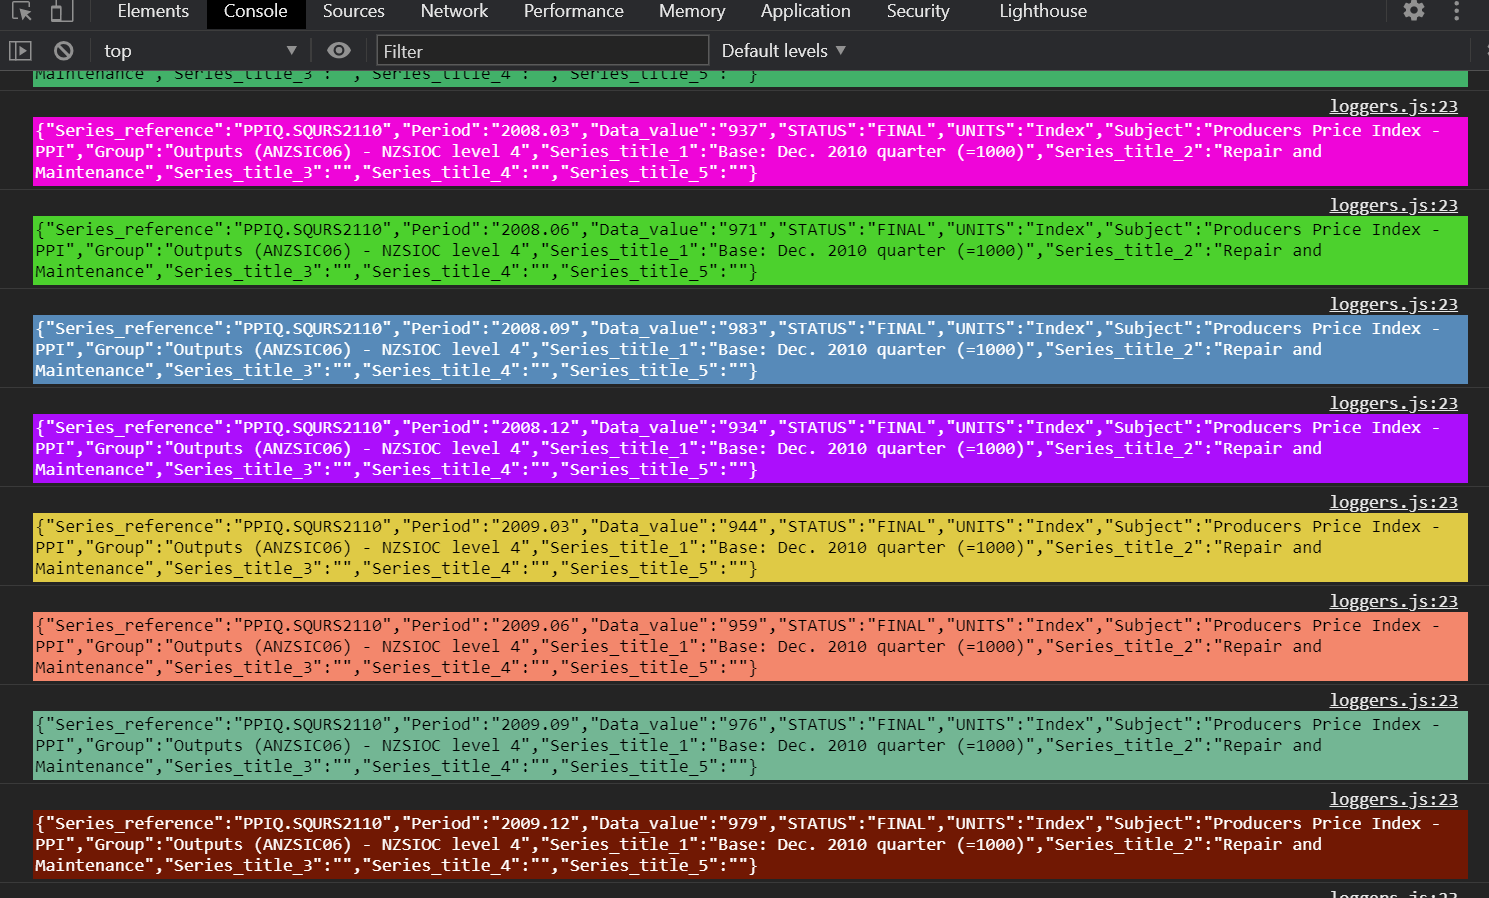 Elements Console Sources Network Performance Memory Application Security Lighthouse
top Filter Default levels
Maintenance","Series_title_3":"","Series_title_4":"","Series_title_5":""}
loggers.js:23
{"Series_reference":"PPIQ.SQURS2110","Period":"2008.03","Data_value":"937","STATUS":"FINAL","UNITS":"Index","Subject":"Producers Price Index -
PPI","Group":"Outputs (ANZSIC06) - NZSIOC level 4","Series_title_1":"Base: Dec. 2010 quarter (=1000)","Series_title_2":"Repair and
Maintenance","Series_title_3":"","Series_title_4":"","Series_title_5":""}
loggers.js:23
{"Series_reference":"PPIQ.SQURS2110","Period":"2008.06","Data_value":"971","STATUS":"FINAL","UNITS":"Index","Subject":"Producers Price Index -
PPI","Group":"Outputs (ANZSIC06) - NZSIOC level 4","Series_title_1":"Base: Dec. 2010 quarter (=1000)","Series_title_2":"Repair and
Maintenance","Series_title_3":"","Series_title_4":"","Series_title_5":""}
loggers.js:23
{"Series_reference":"PPIQ.SQURS2110","Period":"2008.09","Data_value":"983","STATUS":"FINAL","UNITS":"Index","Subject":"Producers Price Index -
PPI","Group":"Outputs (ANZSIC06) - NZSIOC level 4","Series_title_1":"Base: Dec. 2010 quarter (=1000)","Series_title_2":"Repair and
Maintenance","Series_title_3":"","Series_title_4":"","Series_title_5":""}
loggers.js:23
{"Series_reference":"PPIQ.SQURS2110","Period":"2008.12","Data_value":"934","STATUS":"FINAL","UNITS":"Index","Subject":"Producers Price Index -
PPI","Group":"Outputs (ANZSIC06) - NZSIOC level 4","Series_title_1":"Base: Dec. 2010 quarter (=1000)","Series_title_2":"Repair and
Maintenance","Series_title_3":"","Series_title_4":"","Series_title_5":""}
loggers.js:23
{"Series_reference":"PPIQ.SQURS2110","Period":"2009.03","Data_value":"944","STATUS":"FINAL","UNITS":"Index","Subject":"Producers Price Index -
PPI","Group":"Outputs (ANZSIC06) - NZSIOC level 4","Series_title_1":"Base: Dec. 2010 quarter (=1000)","Series_title_2":"Repair and
Maintenance","Series_title_3":"","Series_title_4":"","Series_title_5":""}
loggers.js:23
{"Series_reference":"PPIQ.SQURS2110","Period":"2009.06","Data_value":"959","STATUS":"FINAL","UNITS":"Index","Subject":"Producers Price Index -
PPI","Group":"Outputs (ANZSIC06) - NZSIOC level 4","Series_title_1":"Base: Dec. 2010 quarter (=1000)","Series_title_2":"Repair and
Maintenance","Series_title_3":"","Series_title_4":"","Series_title_5":""}
loggers.js:23
{"Series_reference":"PPIQ.SQURS2110","Period":"2009.09","Data_value":"976","STATUS":"FINAL","UNITS":"Index","Subject":"Producers Price Index -
PPI","Group":"Outputs (ANZSIC06) - NZSIOC level 4","Series_title_1":"Base: Dec. 2010 quarter (=1000)","Series_title_2":"Repair and
Maintenance","Series_title_3":"","Series_title_4":"","Series_title_5":""}
loggers.js:23
{"Series_reference":"PPIQ.SQURS2110","Period":"2009.12","Data_value":"979","STATUS":"FINAL","UNITS":"Index","Subject":"Producers Price Index -
PPI","Group":"Outputs (ANZSIC06) - NZSIOC level 4","Series_title_1":"Base: Dec. 2010 quarter (=1000)","Series_title_2":"Repair and
Maintenance","Series_title_3":"","Series_title_4":"","Series_title_5":""}
loggers.js:23